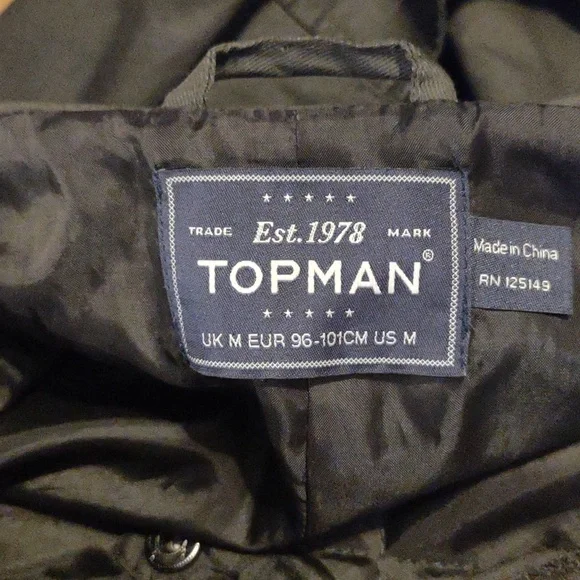 TRADE Est.1978 MARK
TOPMAN®
UK M EUR 96-101CM US M
Made in China
RN 125149